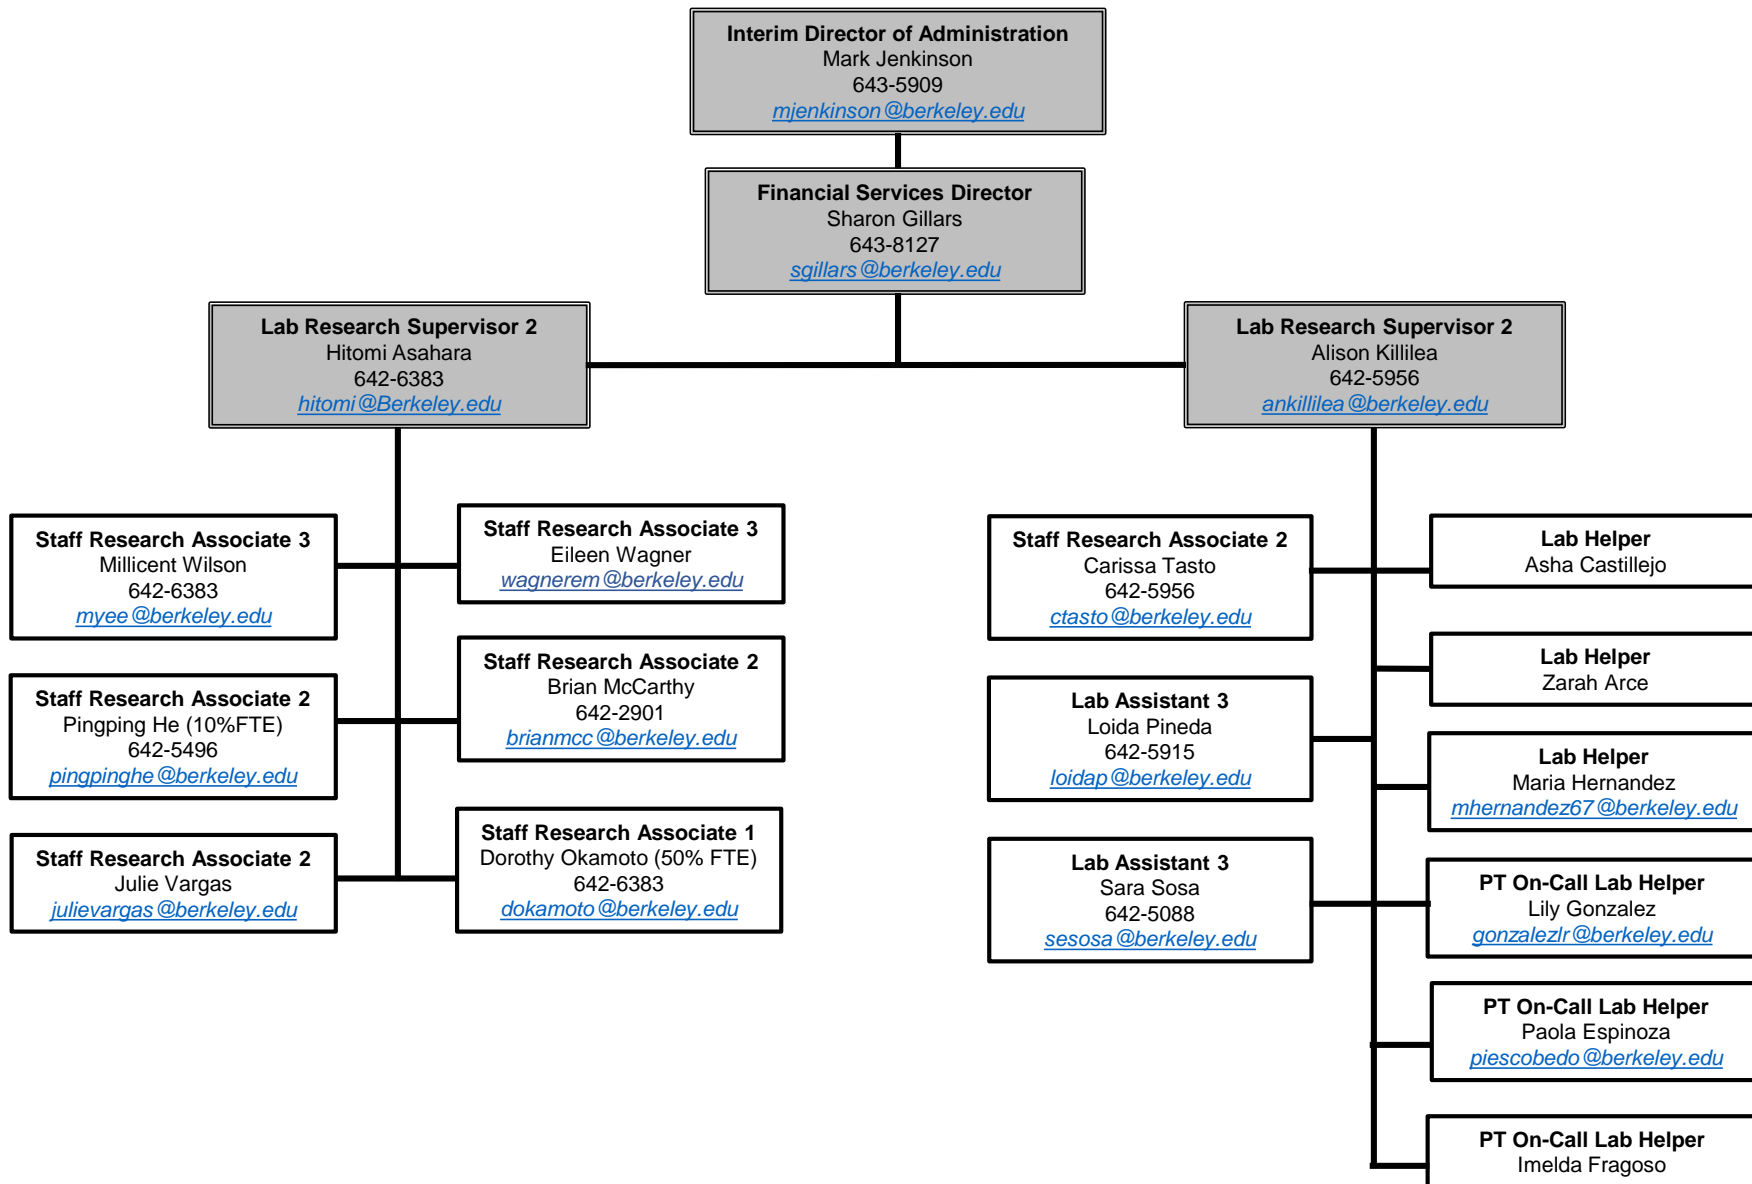 Interim Director of Administration
Mark Jenkinson
643-5909
mjenkinson@berkeley.edu
Financial Services Director
Sharon Gillars
643-8127
sgillars@berkeley.edu
Lab Research Supervisor 2
Hitomi Asahara
642-6383
hitomi@Berkeley.edu
Lab Research Supervisor 2
Alison Killilea
642-5956
ankillilea@berkeley.edu
Staff Research Associate 3
Millicent Wilson
642-6383
myee@berkeley.edu
Staff Research Associate 3
Eileen Wagner
wagnerem@berkeley.edu
Staff Research Associate 2
Pingping He (10%FTE)
642-5496
pingpinghe@berkeley.edu
Staff Research Associate 2
Brian McCarthy
642-2901
brianmcc@berkeley.edu
Staff Research Associate 2
Julie Vargas
julievargas@berkeley.edu
Staff Research Associate 1
Dorothy Okamoto (50% FTE)
642-6383
dokamoto@berkeley.edu
Staff Research Associate 2
Carissa Tasto
642-5956
ctasto@berkeley.edu
Lab Assistant 3
Loida Pineda
642-5915
loidap@berkeley.edu
Lab Assistant 3
Sara Sosa
642-5088
sesosa@berkeley.edu
Lab Helper
Asha Castillejo
Lab Helper
Zarah Arce
Lab Helper
Maria Hernandez
mhernandez67@berkeley.edu
PT On-Call Lab Helper
Lily Gonzalez
gonzalezlr@berkeley.edu
PT On-Call Lab Helper
Paola Espinoza
piescobedo@berkeley.edu
PT On-Call Lab Helper
Imelda Fragoso